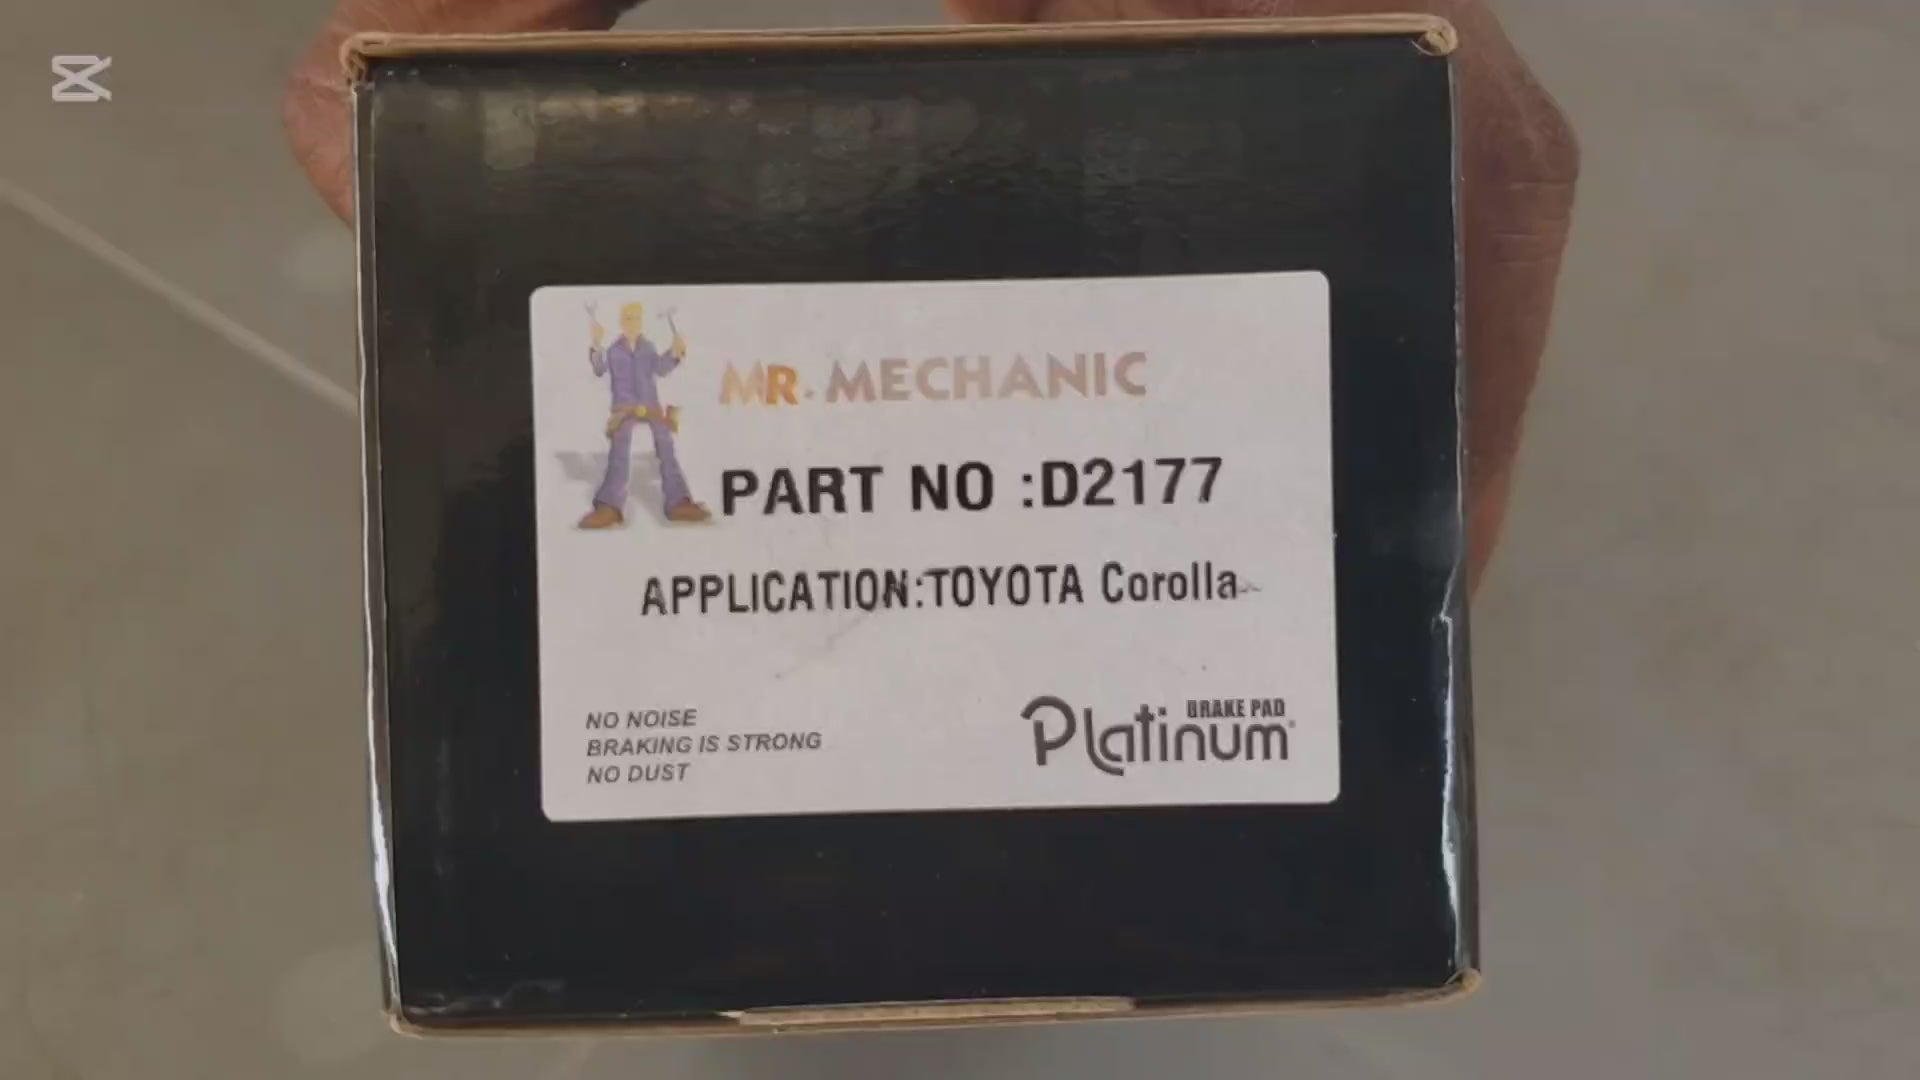 MR. MECHANIC
PART NO :D2177
APPLICATION:TOYOTA Corolla
NO NOISE
BRAKING IS STRONG
NO DUST
BRAKE PAD
Platinum